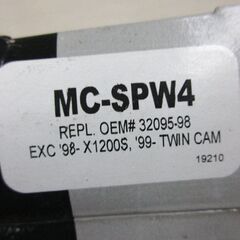 MC-SPW4
REPL. OEM# 32095-98
EXC '98- X1200S, '99- TWIN CAM
19210